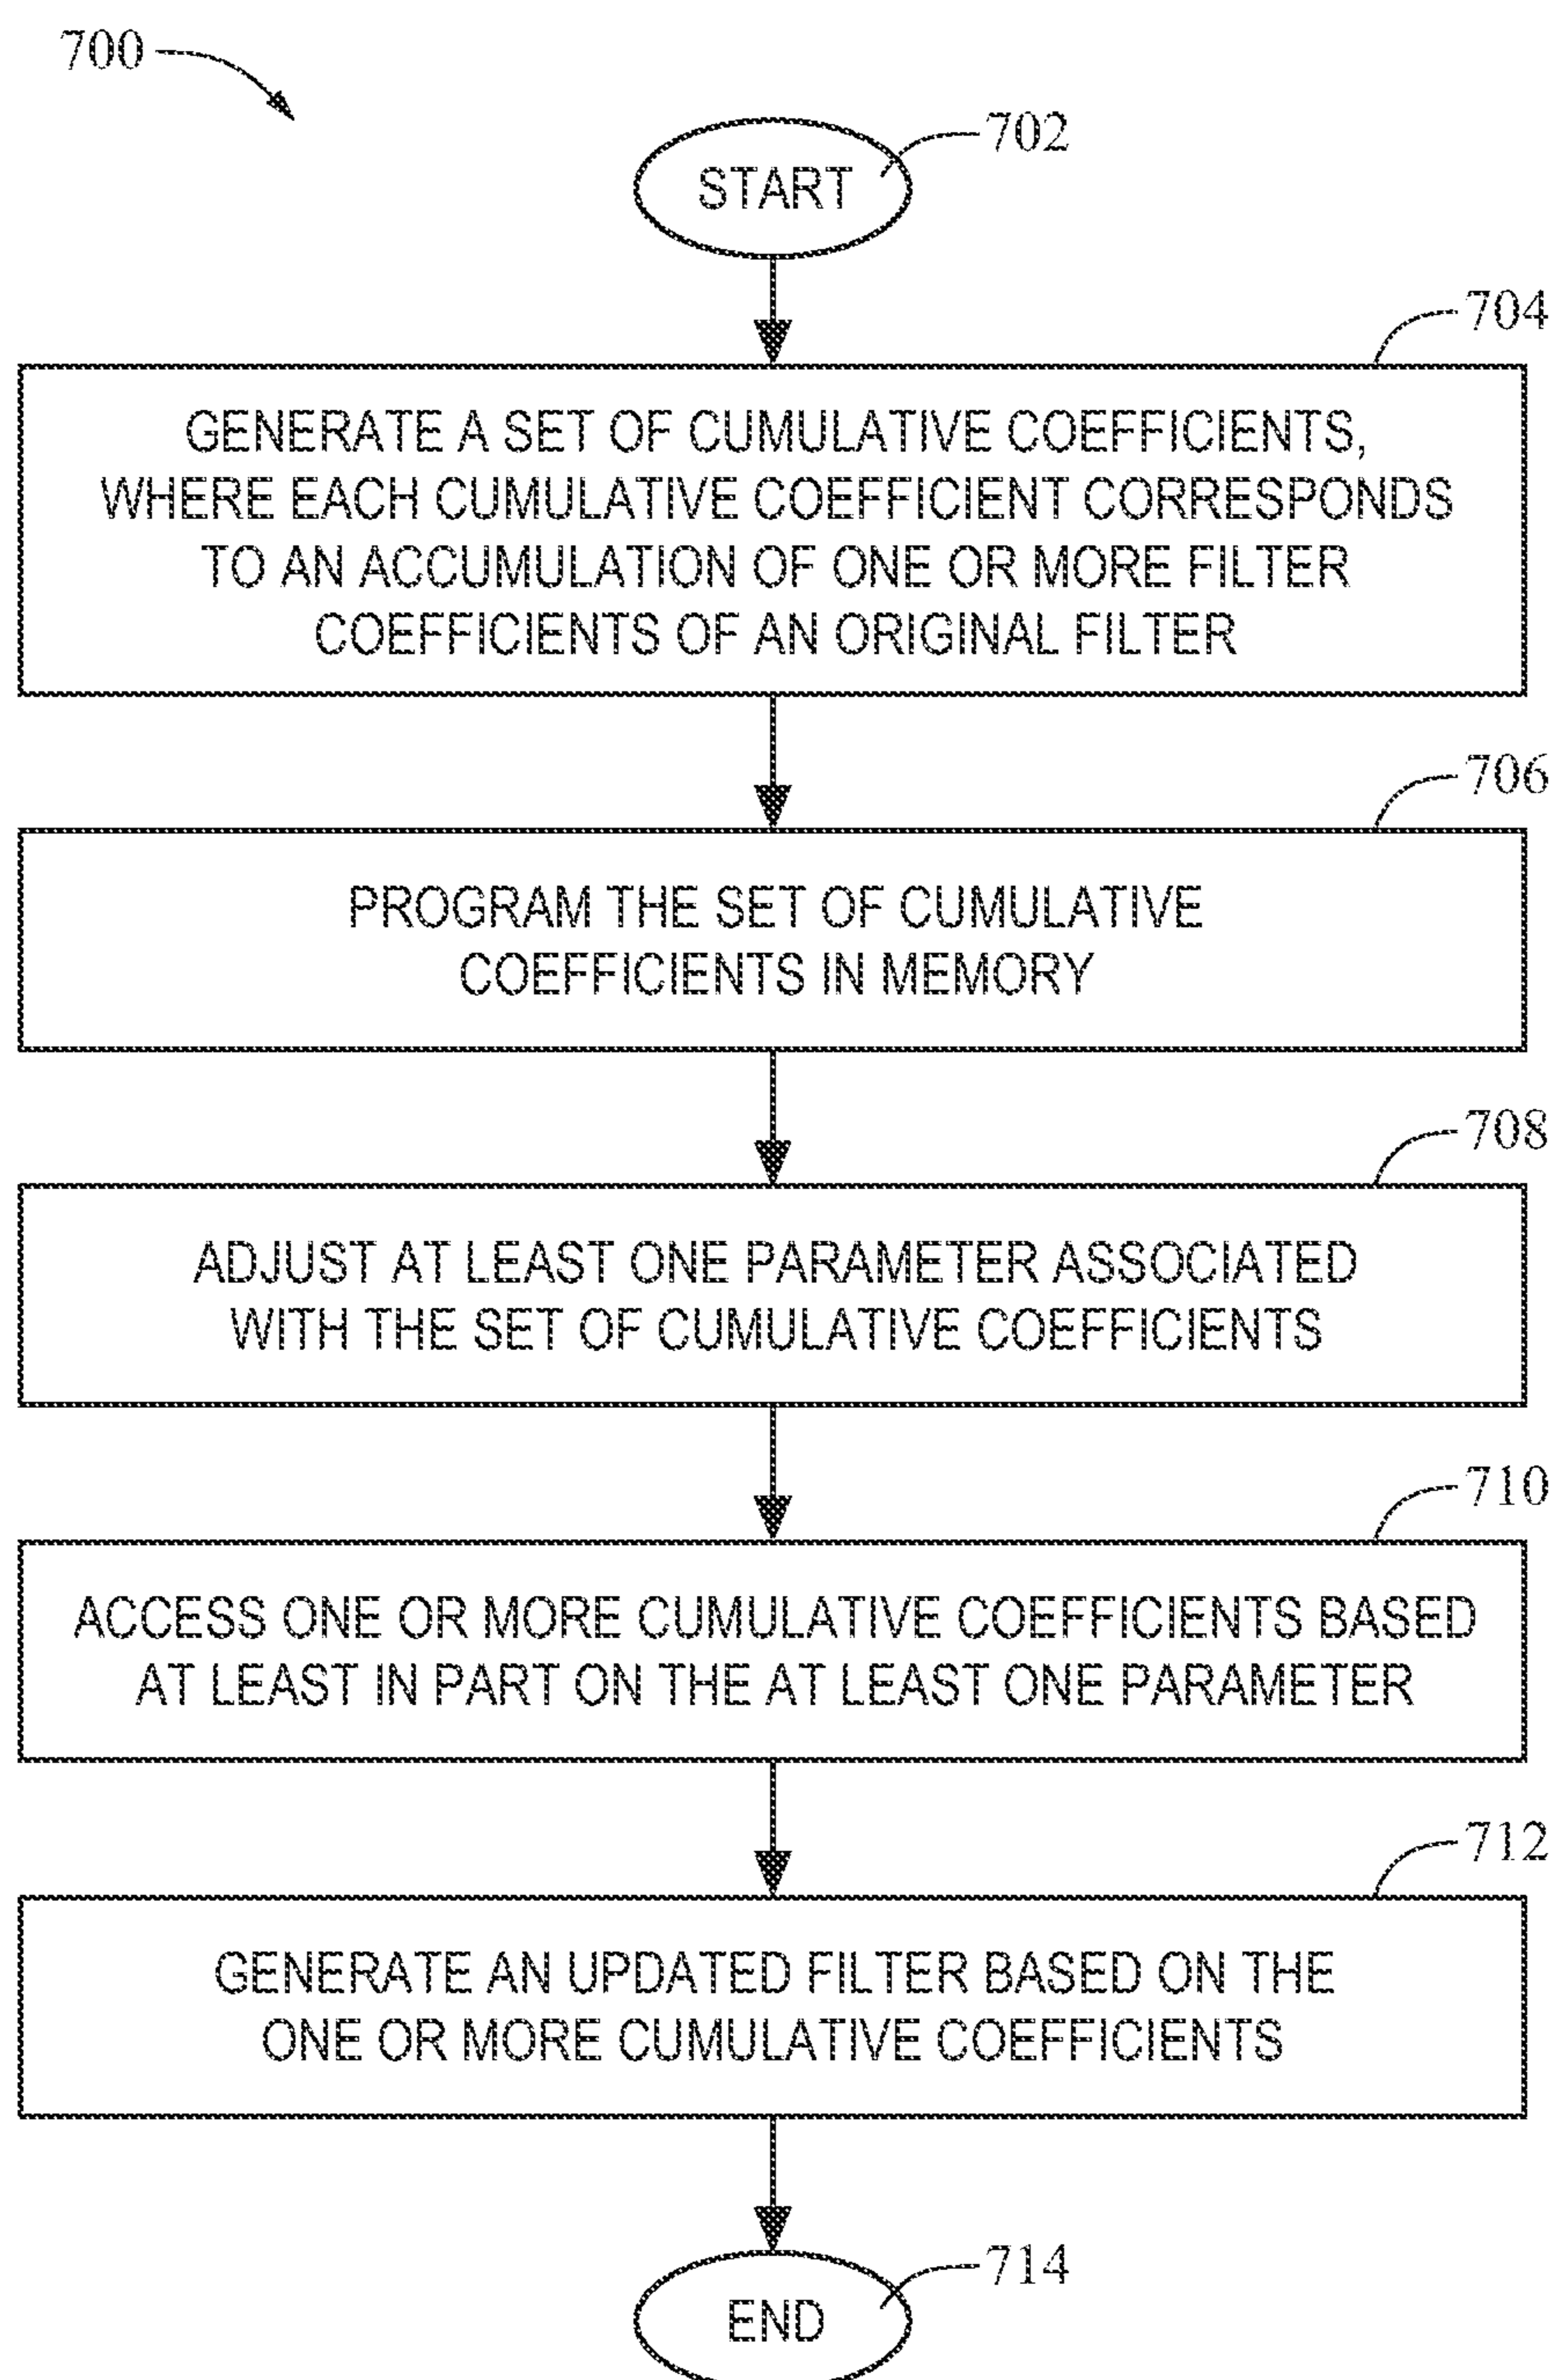 700
702
START
704
GENERATE A SET OF CUMULATIVE COEFFICIENTS,
WHERE EACH CUMULATIVE COEFFICIENT CORRESPONDS
TO AN ACCUMULATION OF ONE OR MORE FILTER
COEFFICIENTS OF AN ORIGINAL FILTER
706
PROGRAM THE SET OF CUMULATIVE
COEFFICIENTS IN MEMORY
708
ADJUST AT LEAST ONE PARAMETER ASSOCIATED
WITH THE SET OF CUMULATIVE COEFFICIENTS
710
ACCESS ONE OR MORE CUMULATIVE COEFFICIENTS BASED
AT LEAST IN PART ON THE AT LEAST ONE PARAMETER
712
GENERATE AN UPDATED FILTER BASED ON THE
ONE OR MORE CUMULATIVE COEFFICIENTS
714
END